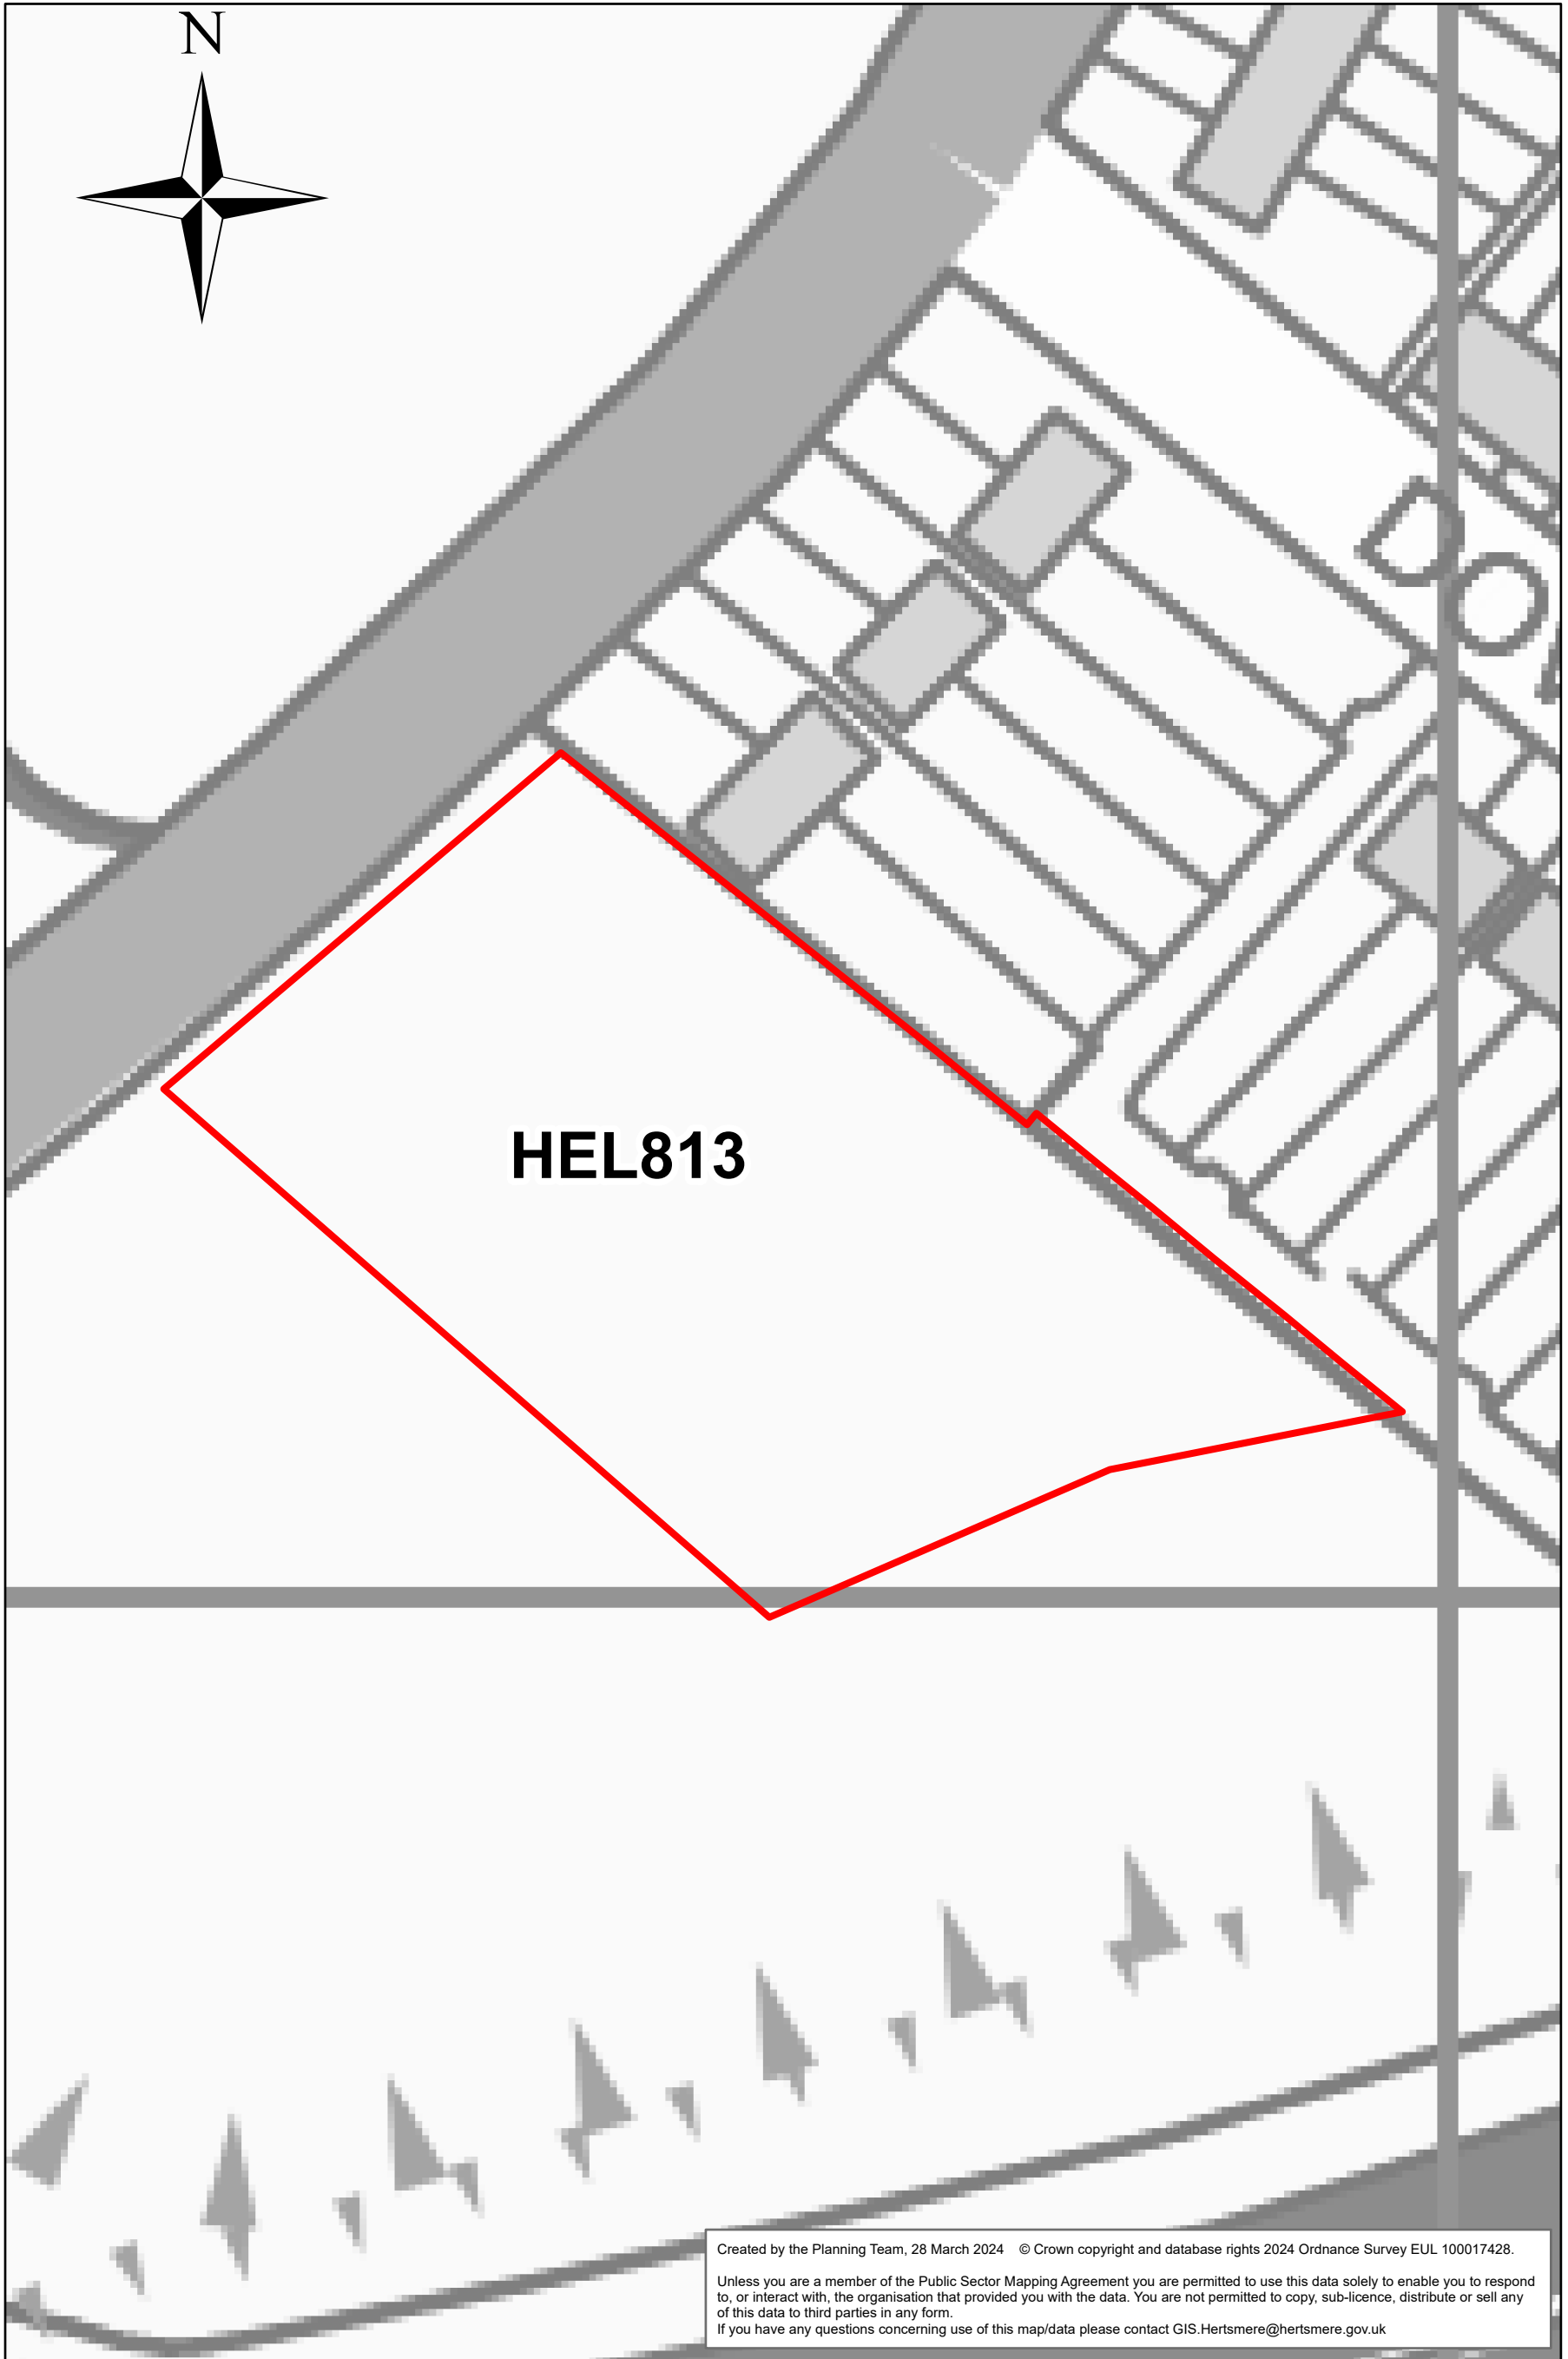 N
HEL813
Created by the Planning Team, 28 March 2024 © Crown copyright and database rights 2024 Ordnance Survey EUL 100017428.
Unless you are a member of the Public Sector Mapping Agreement you are permitted to use this data solely to enable you to respond
to, or interact with, the organisation that provided you with the data. You are not permitted to copy, sub-licence, distribute or sell any
of this data to third parties in any form.
If you have any questions concerning use of this map/data please contact GIS.Hertsmere@hertsmere.gov.uk